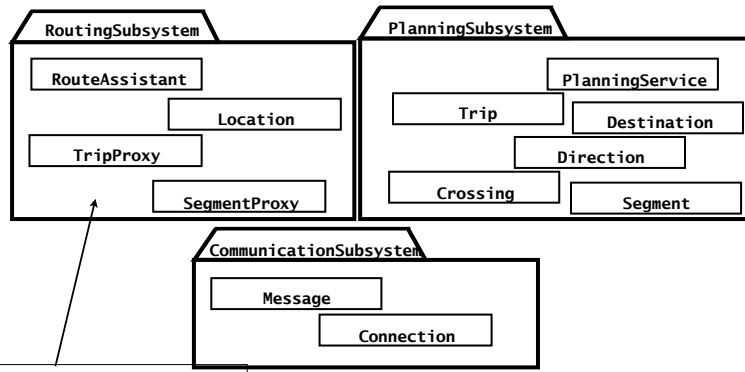 RoutingSubsystem
RouteAssistant
Location
TripProxy
SegmentProxy
PlanningSubsystem
PlanningService
Trip
Destination
Direction
Crossing
Segment
CommunicationSubsystem
Message
Connection